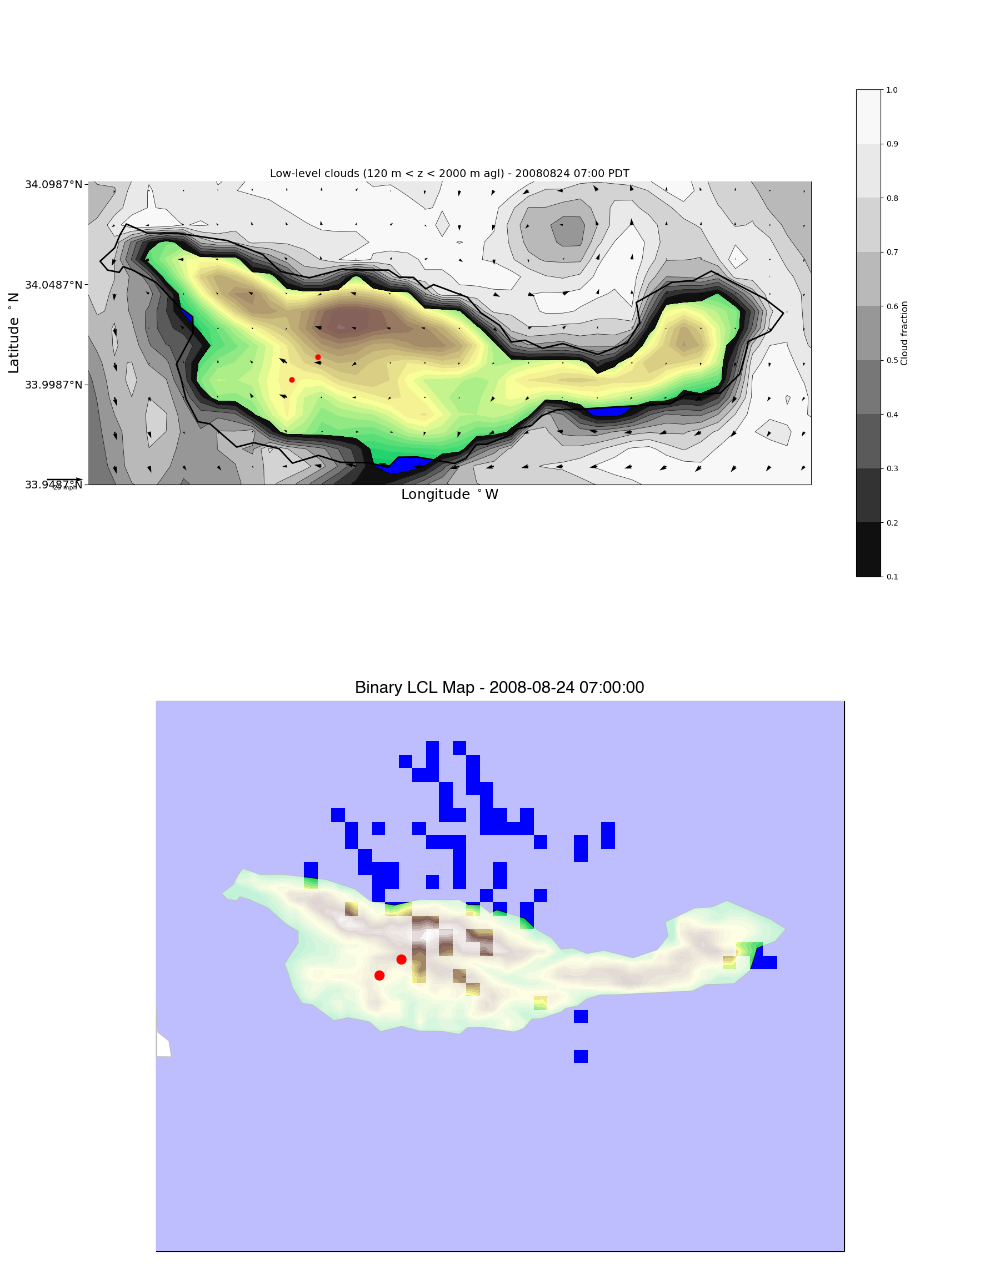 Low-level clouds (120 m < z < 2000 m agl) - 20080824 07:00 PDT
34.0987°N
34.0487°N
33.9987°N
33.9487°N
Latitude °N
Longitude °W
1.0
0.9
0.8
0.7
0.6
0.5
0.4
0.3
0.2
0.1
Cloud fraction
Binary LCL Map - 2008-08-24 07:00:00